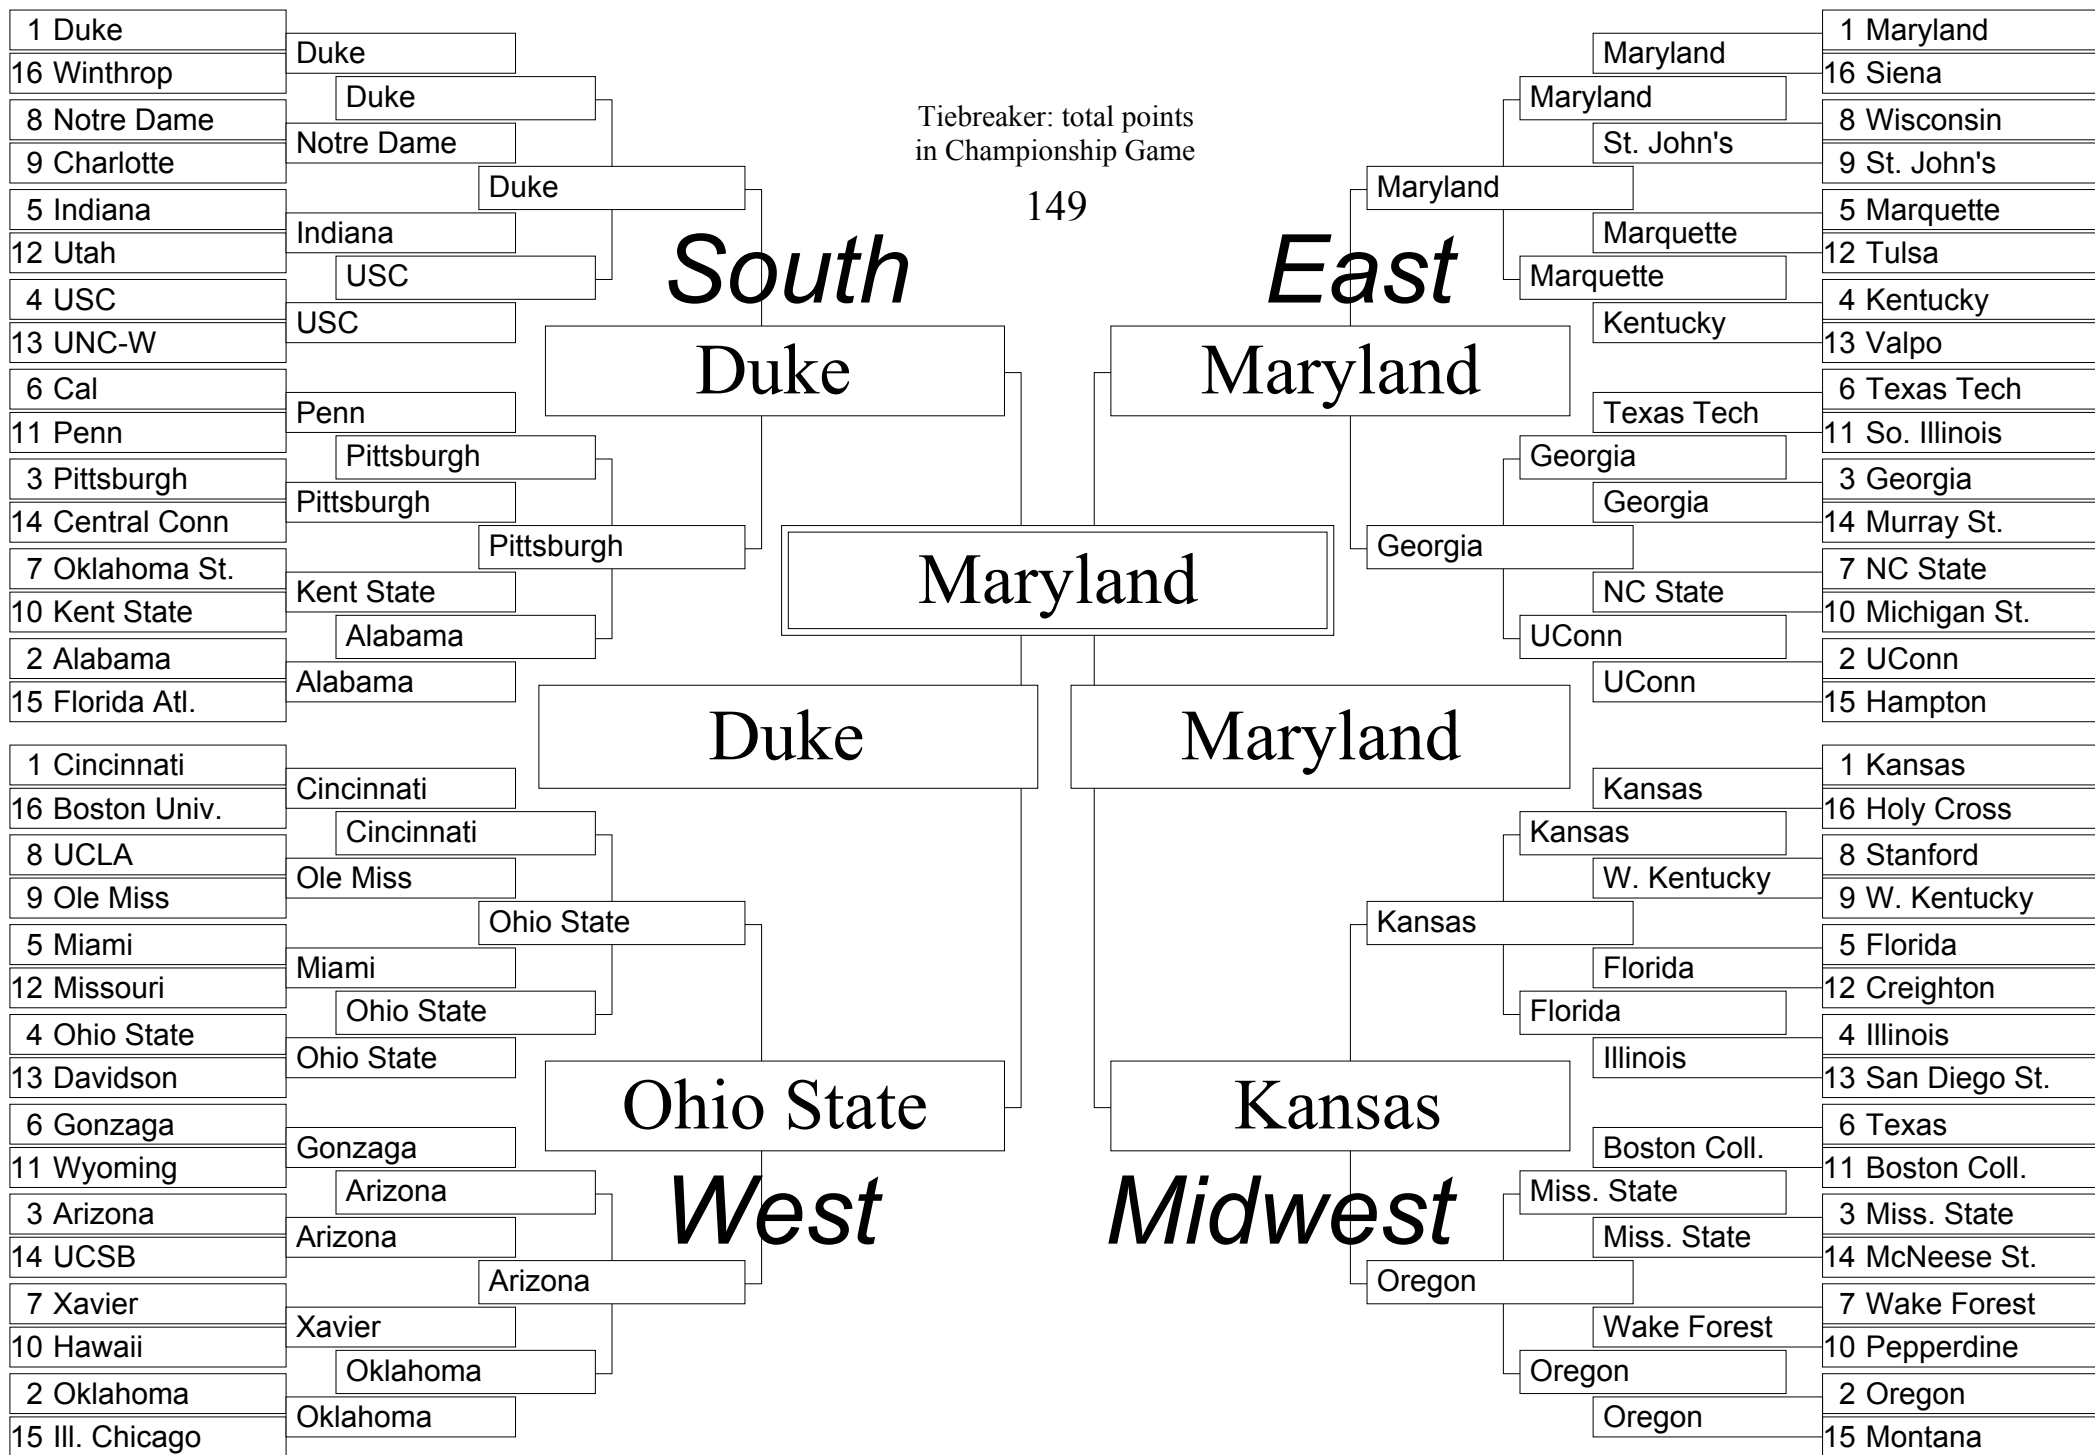 1 Duke
16 Winthrop
8 Notre Dame
9 Charlotte
5 Indiana
12 Utah
4 USC
13 UNC-W
6 Cal
11 Penn
3 Pittsburgh
14 Central Conn
7 Oklahoma St.
10 Kent State
2 Alabama
15 Florida Atl.
Duke
Notre Dame
Indiana
USC
Penn
Pittsburgh
Kent State
Alabama
Duke
USC
Pittsburgh
Alabama
Duke
Pittsburgh
South
Duke
1 Cincinnati
16 Boston Univ.
8 UCLA
9 Ole Miss
5 Miami
12 Missouri
4 Ohio State
13 Davidson
6 Gonzaga
11 Wyoming
3 Arizona
14 UCSB
7 Xavier
10 Hawaii
2 Oklahoma
15 Ill. Chicago
Cincinnati
Ole Miss
Miami
Ohio State
Gonzaga
Arizona
Xavier
Oklahoma
Cincinnati
Ohio State
Arizona
Oklahoma
Ohio State
Arizona
Ohio State
West
Tiebreaker: total points
in Championship Game
149
Maryland
Duke
Maryland
1 Maryland
16 Siena
8 Wisconsin
9 St. John's
5 Marquette
12 Tulsa
4 Kentucky
13 Valpo
6 Texas Tech
11 So. Illinois
3 Georgia
14 Murray St.
7 NC State
10 Michigan St.
2 UConn
15 Hampton
Maryland
St. John's
Marquette
Kentucky
Texas Tech
Georgia
NC State
UConn
Maryland
Marquette
Georgia
UConn
Maryland
Georgia
East
Maryland
1 Kansas
16 Holy Cross
8 Stanford
9 W. Kentucky
5 Florida
12 Creighton
4 Illinois
13 San Diego St.
6 Texas
11 Boston Coll.
3 Miss. State
14 McNeese St.
7 Wake Forest
10 Pepperdine
2 Oregon
15 Montana
Kansas
W. Kentucky
Florida
Illinois
Boston Coll.
Miss. State
Wake Forest
Oregon
Kansas
Florida
Miss. State
Oregon
Kansas
Oregon
Kansas
Midwest